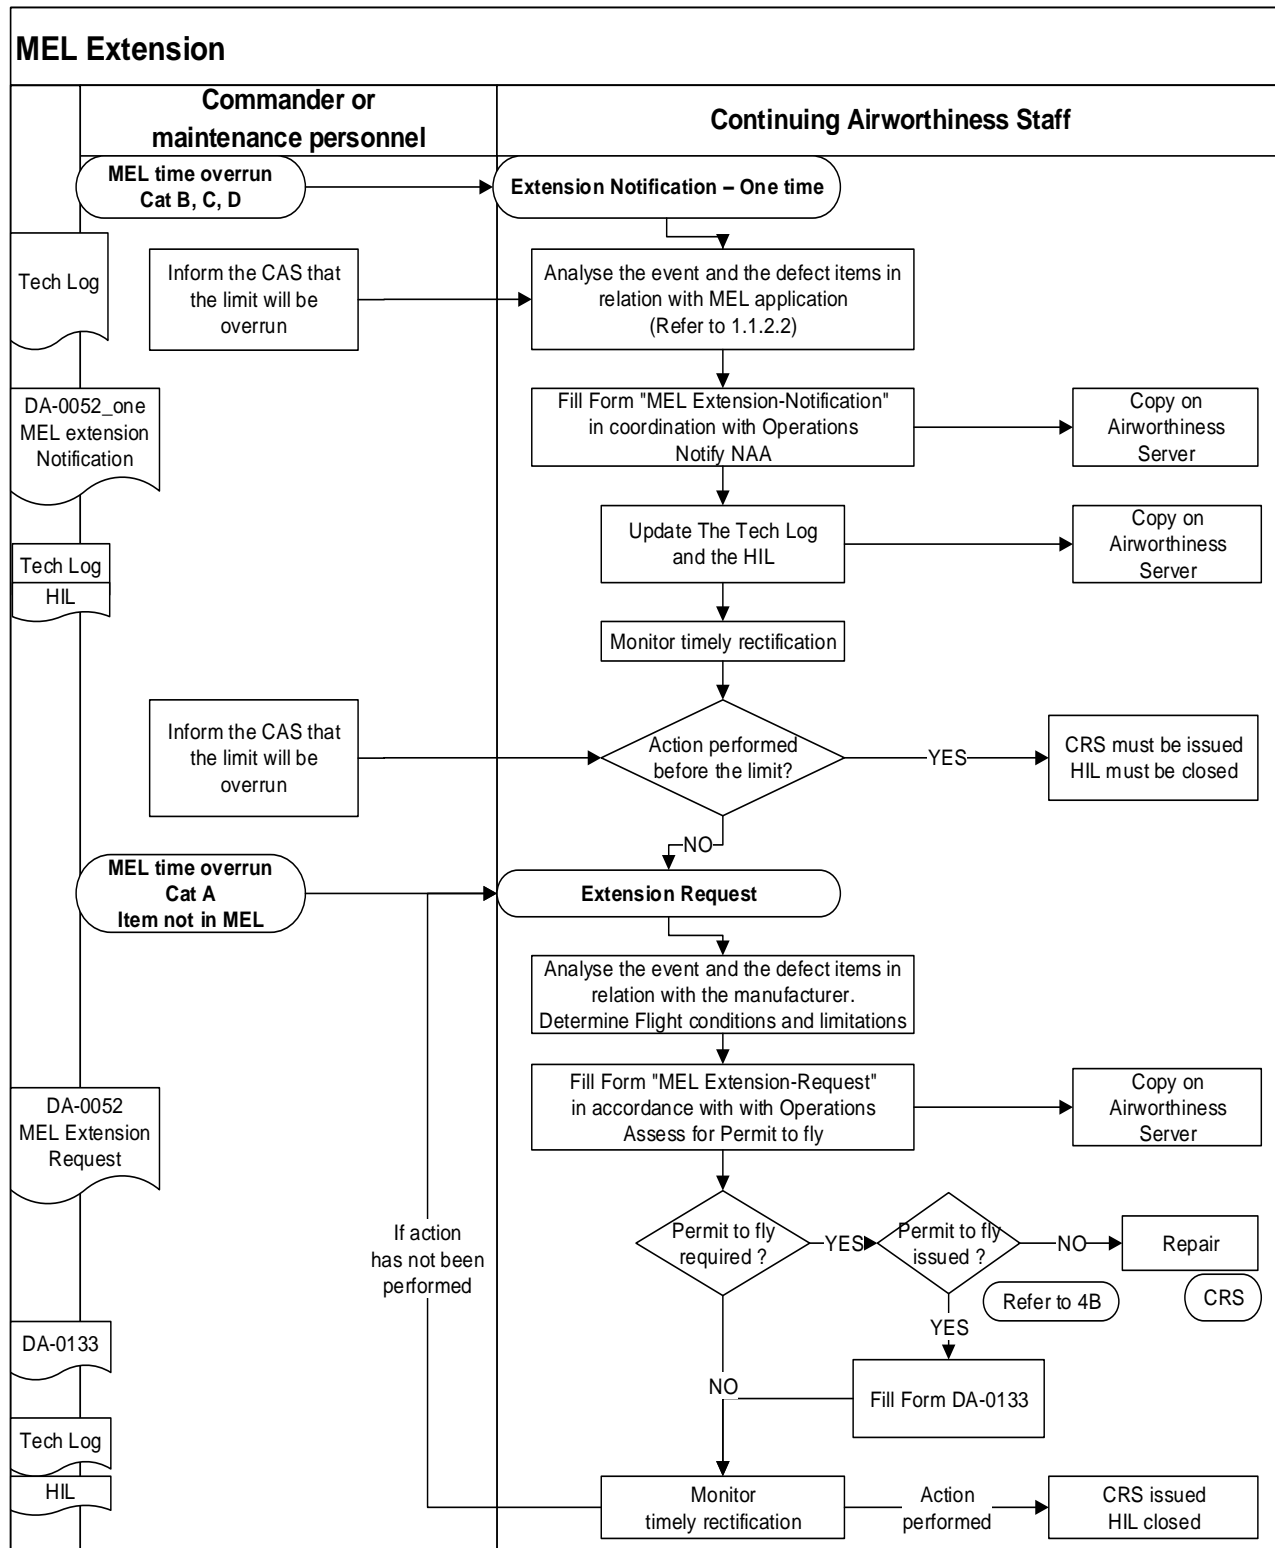 MEL Extension
Commander or
maintenance personnel
Continuing Airworthiness Staff
MEL time overrun
Cat B, C, D
Extension Notification – One time
Tech Log
Inform the CAS that
the limit will be
overrun
Analyse the event and the defect items in
relation with MEL application
(Refer to 1.1.2.2)
DA-0052_one
MEL extension
Notification
Fill Form "MEL Extension-Notification"
in coordination with Operations
Notify NAA
Copy on
Airworthiness
Server
Update The Tech Log
and the HIL
Copy on
Airworthiness
Server
Tech Log
HIL
Monitor timely rectification
Inform the CAS that
the limit will be
overrun
Action performed
before the limit?
YES
CRS must be issued
HIL must be closed
NO
MEL time overrun
Cat A
Item not in MEL
Extension Request
Analyse the event and the defect items in
relation with the manufacturer.
Determine Flight conditions and limitations
DA-0052
MEL Extension
Request
Fill Form "MEL Extension-Request"
in accordance with with Operations
Assess for Permit to fly
Copy on
Airworthiness
Server
If action
has not been
performed
Permit to fly
required ?
YES
Permit to fly
issued ?
NO
Repair
Refer to 4B
CRS
YES
DA-0133
NO
Fill Form DA-0133
Tech Log
HIL
Monitor
timely rectification
Action
performed
CRS issued
HIL closed